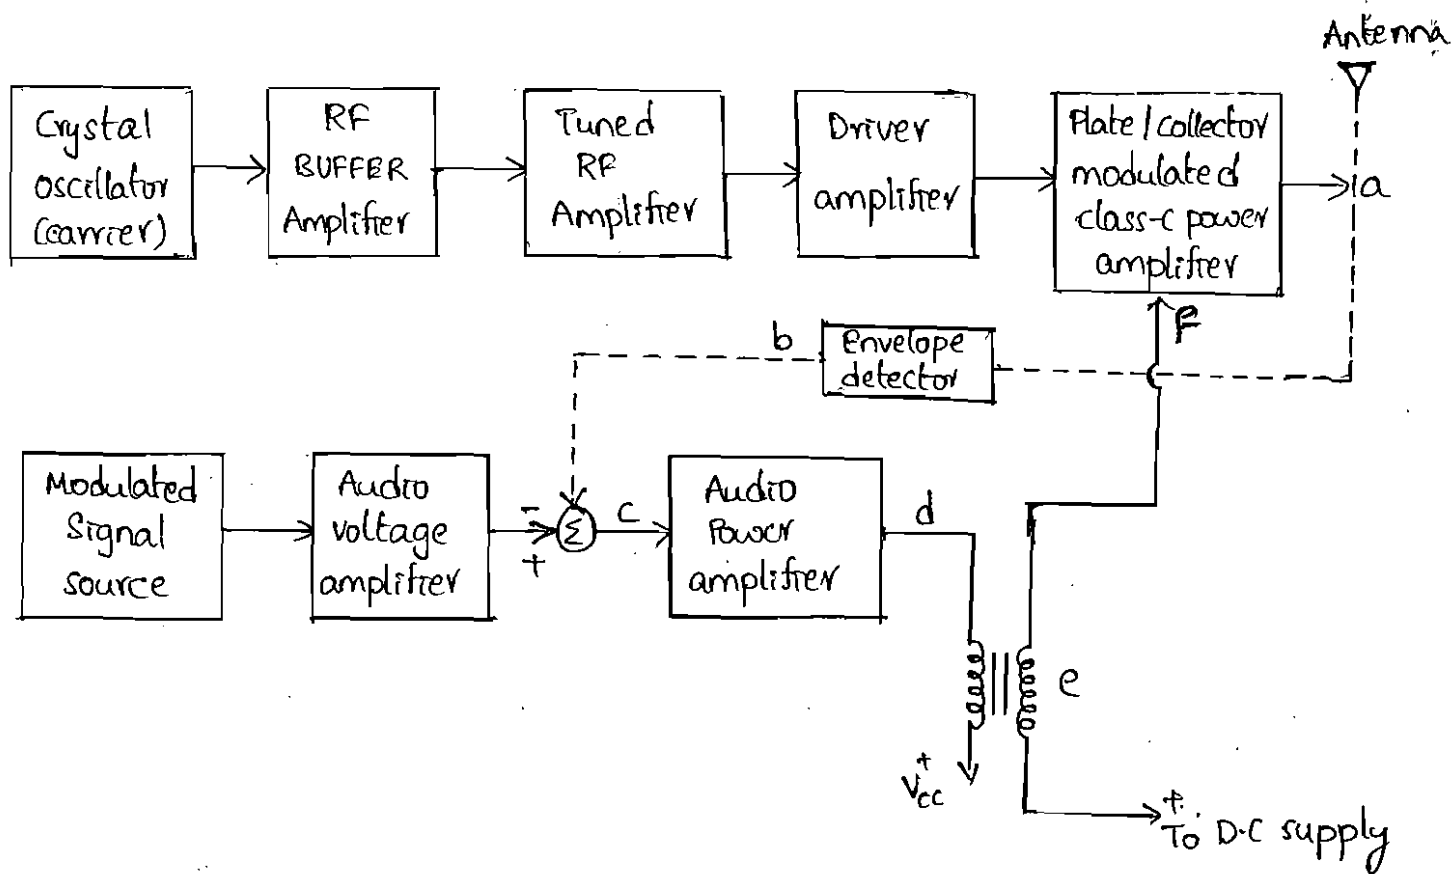 Antenna
Crystal
oscillator
(carrier)
RF
BUFFER
Amplifier
Tuned
RF
Amplifier
Driver
amplifier
Plate/collector
modulated
class-c power
amplifier
a
b
Envelope
detector
F
Modulated
Signal
source
Audio
voltage
amplifier
-
+
Σ
c
Audio
Power
amplifier
d
e
+
Vcc
+
To D.C supply